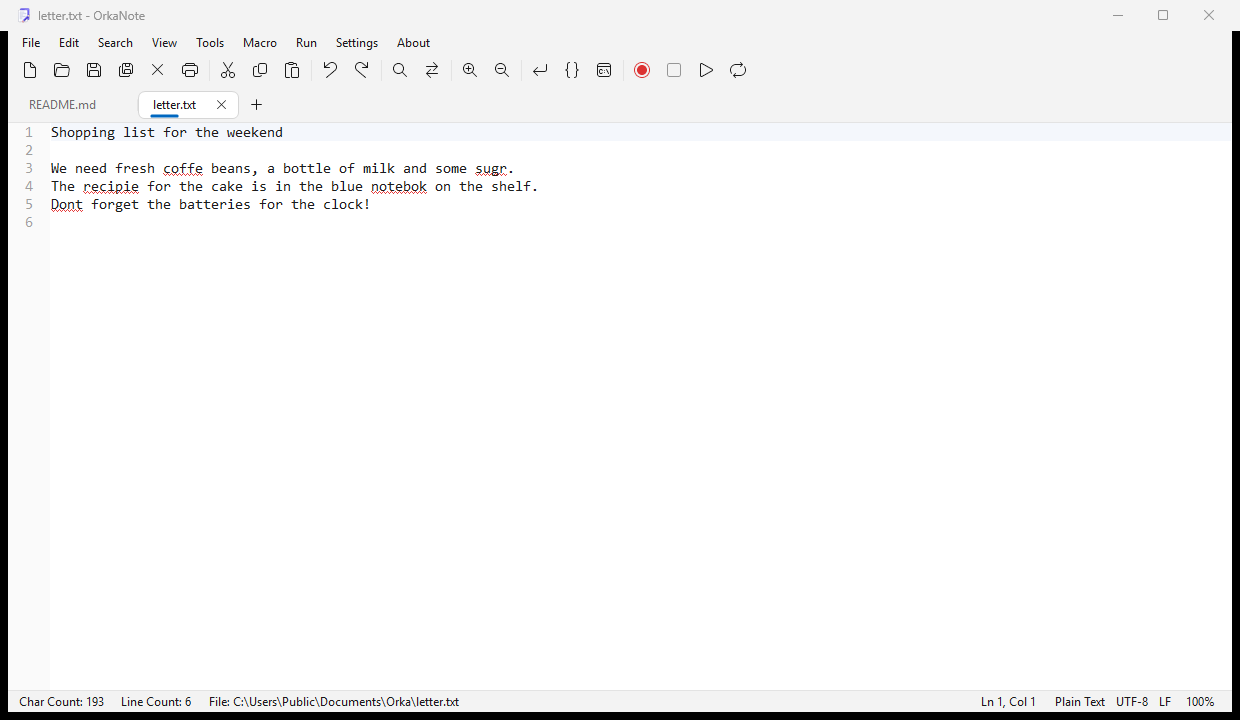 letter.txt - OrkaNote
File Edit Search View Tools Macro Run Settings About
README.md letter.txt
1 Shopping list for the weekend
2
3 We need fresh coffe beans, a bottle of milk and some sugr.
4 The recipie for the cake is in the blue notebok on the shelf.
5 Dont forget the batteries for the clock!
6
Char Count: 193 Line Count: 6 File: C:\Users\Public\Documents\Orka\letter.txt Ln 1, Col 1 Plain Text UTF-8 LF 100%